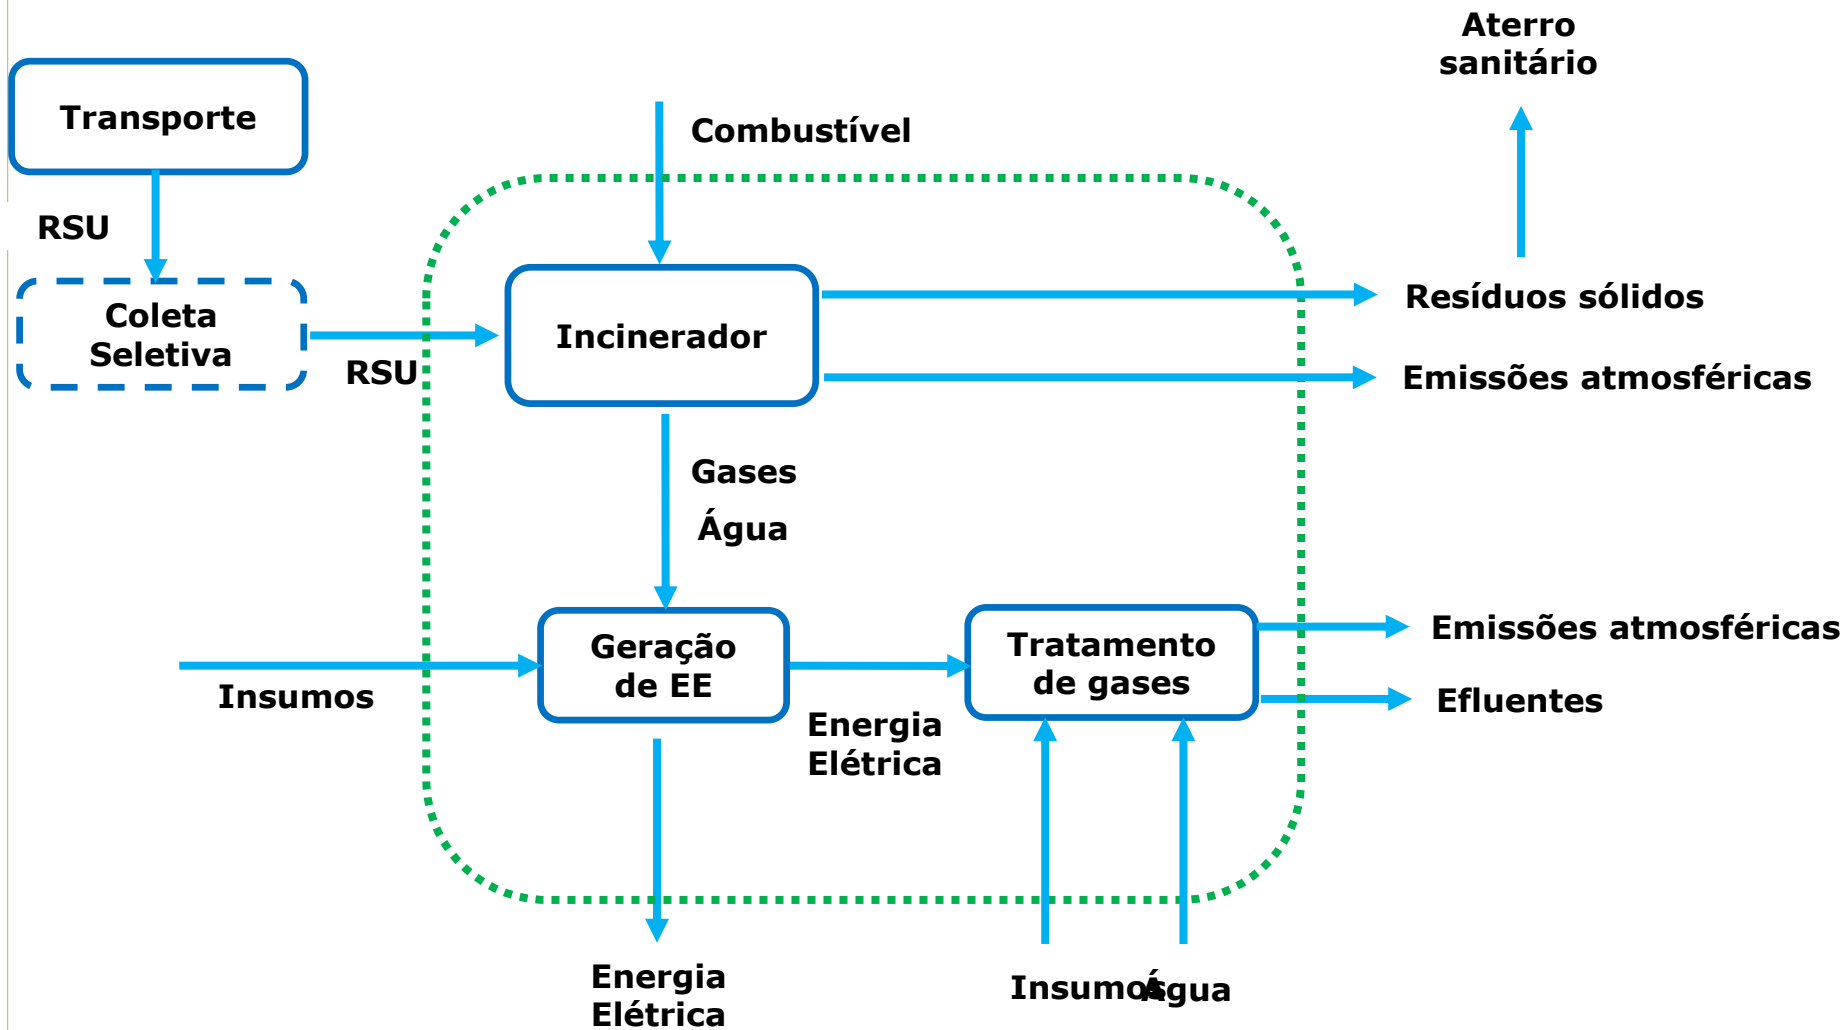 Aterro
sanitário
Transporte
Combustível
RSU
Coleta
Seletiva
RSU
Incinerador
Resíduos sólidos
Emissões atmosféricas
Gases
Água
Geração
de EE
Tratamento
de gases
Emissões atmosféricas
Efluentes
Insumos
Energia
Elétrica
Energia
Elétrica
Insumos
Água